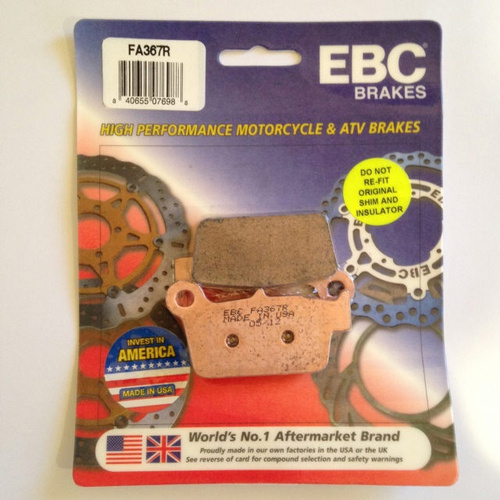 FA367R
8 40655 07698 8
EBC
BRAKES
HIGH PERFORMANCE MOTORCYCLE & ATV BRAKES
DO NOT
RE-FIT
ORIGINAL
SHIM AND
INSULATOR
EBC
EBC FA367R
MADE IN USA
05-12
INVEST IN
AMERICA
MADE IN USA
World's No.1 Aftermarket Brand
Proudly made in our own factories in the USA or the UK
See reverse of card for compound selection and safety warnings